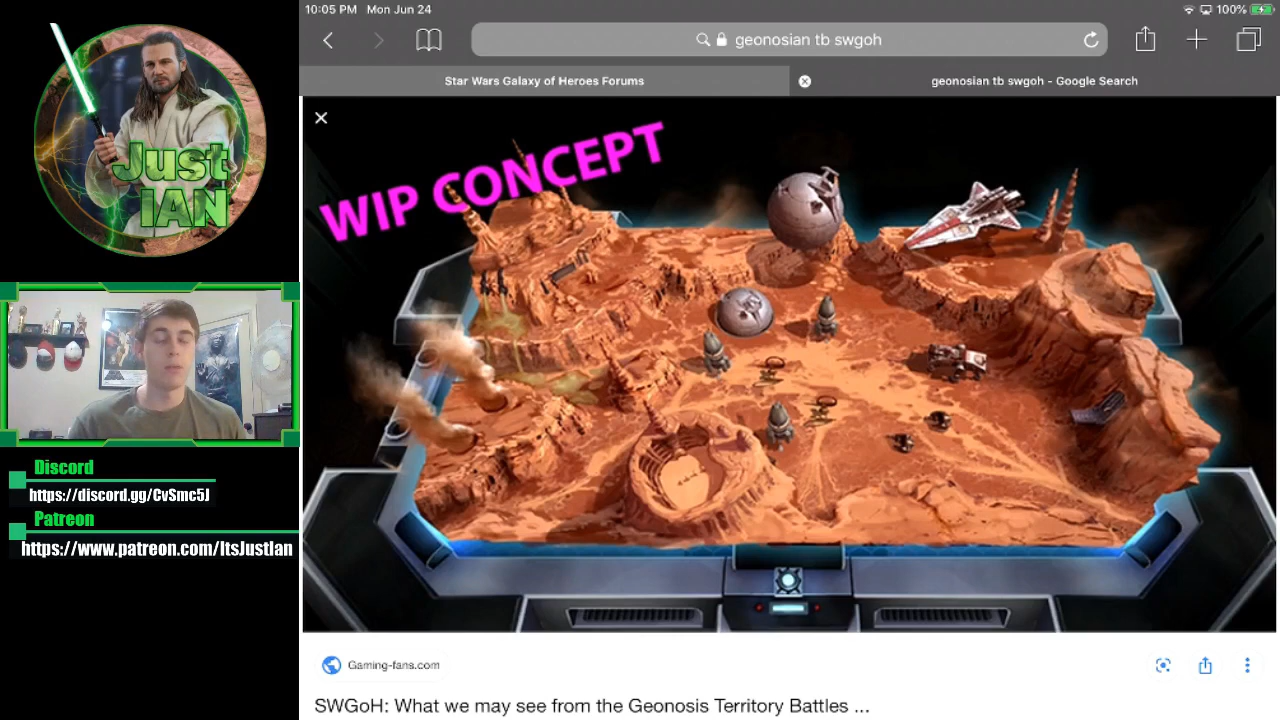 10:05 PM Mon Jun 24
100%
geonosian tb swgoh
Star Wars Galaxy of Heroes Forums
geonosian tb swgoh - Google Search
WIP CONCEPT
Just
IAN
Discord
https://discord.gg/CvSmc5J
Patreon
https://www.patreon.com/ItsJustIan
Gaming-fans.com
SWGoH: What we may see from the Geonosis Territory Battles ...